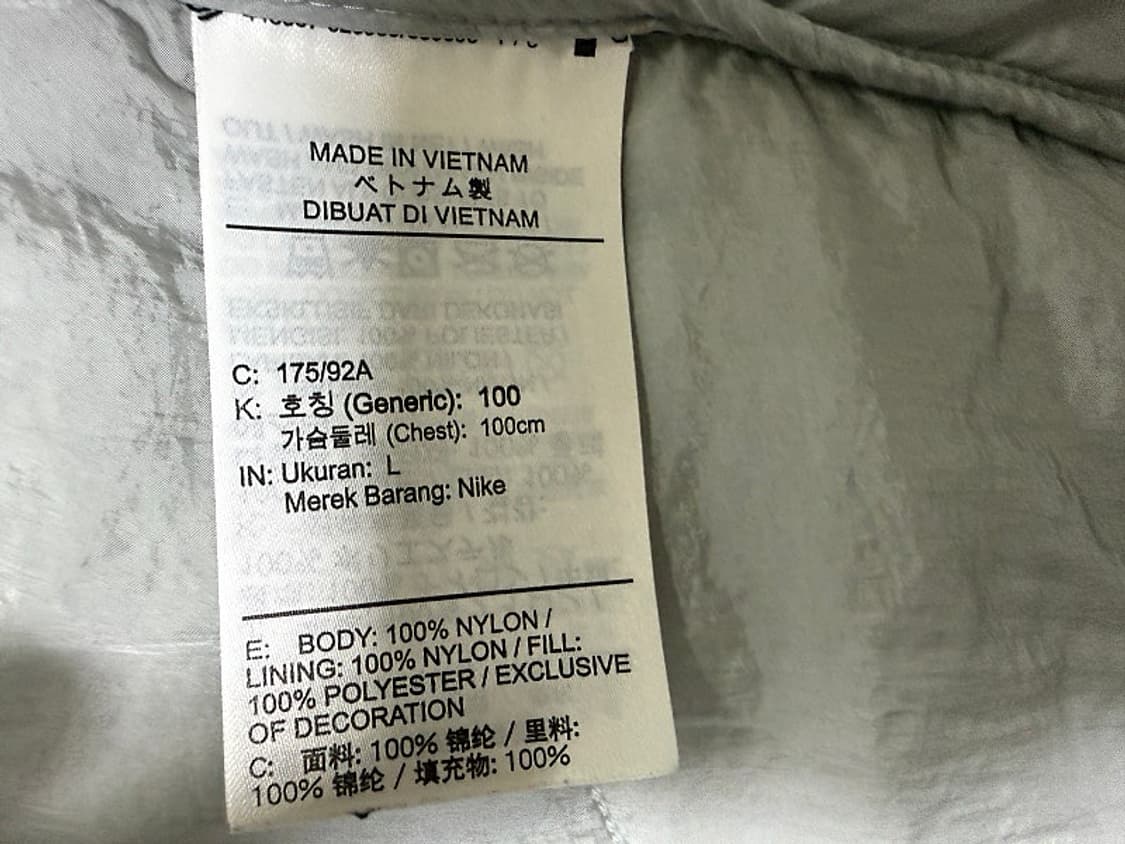 MADE IN VIETNAM
ベトナム製
DIBUAT DI VIETNAM
C: 175/92A
K: 호칭 (Generic): 100
가슴둘레 (Chest): 100cm
IN: Ukuran: L
Merek Barang: Nike
E: BODY: 100% NYLON /
LINING: 100% NYLON / FILL:
100% POLYESTER / EXCLUSIVE
OF DECORATION
C: 面料: 100% 锦纶 / 里料:
100% 锦纶 / 填充物: 100%